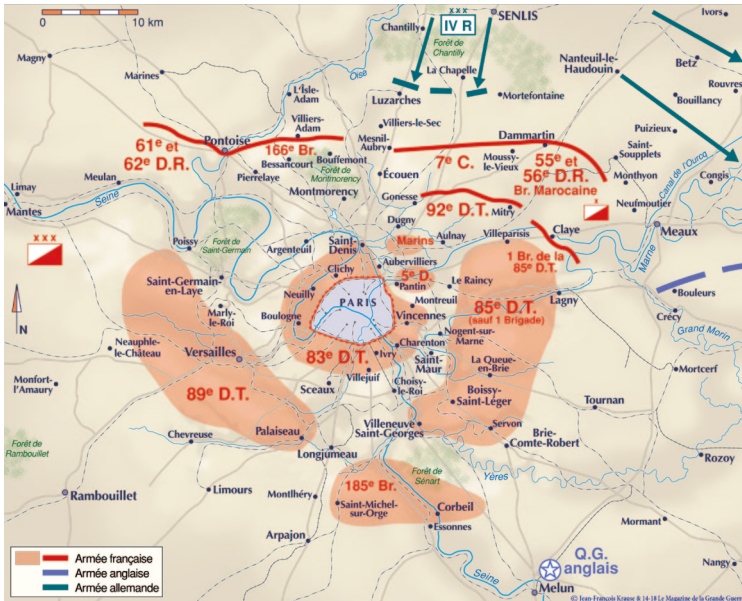 0 10 km
xxx
IV R
SENLIS
Ivors
Chantilly
Forêt de
Chantilly
Magny
Marines
Oise
La Chapelle
Nanteuil-le-
Haudouin
Betz
Rouvres
L'Isle-
Adam
Luzarches
Mortefontaine
Bouillancy
Villiers-
Adam
Villiers-le-Sec
Puizieux
61e et
62e D.R.
Pontoise
166e Br.
Mesnil-
Aubry
Dammartin
Bessancourt
Bouffemont
7e C.
Moussy-
le-Vieux
55e et
56e D.R.
Br. Marocaine
Saint-
Soupplets
Pierrelaye
Forêt de
Montmorency
Écouen
Monthyon
Canal de l'Ourcq
Congis
Limay
Meulan
Seine
Montmorency
Gonesse
92e D.T.
Mitry
x
Neufmoutier
Mantes
Dugny
Claye
Meaux
Poissy
Forêt de
Saint-Germain
Argenteuil
Saint-
Denis
Marins
Aulnay
Villeparisis
Marne
xxx
Aubervilliers
1 Br. de la
85e D.T.
Clichy
5e D.
Pantin
Le Raincy
Saint-Germain-
en-Laye
Neuilly
PARIS
Montreuil
85e D.T.
(sauf 1 Brigade)
Lagny
Bouleurs
Marly-
le-Roi
Boulogne
Vincennes
Crécy
N
Nogent-sur-
Marne
Grand Morin
Neauphle-
le-Château
Versailles
83e D.T.
Ivry
Charenton
Saint-
Maur
La Queue-
en-Brie
Mortcerf
Monfort-
l'Amaury
Villejuif
Sceaux
Choisy-
le-Roi
Boissy-
Saint-Léger
89e D.T.
Tournan
Palaiseau
Villeneuve
Saint-Georges
Servon
Forêt de
Rambouillet
Chevreuse
Brie-
Comte-Robert
Longjumeau
Rozoy
Yères
Forêt de
Sénart
185e Br.
Rambouillet
Limours
Montlhéry
Saint-Michel-
sur-Orge
Corbeil
Essonnes
Mormant
Arpajon
Armée française
Armée anglaise
Armée allemande
Q.G.
anglais
Nangy
Seine
Melun
© Jean-François Krause & 14-18 Le Magazine de la Grande Guerre